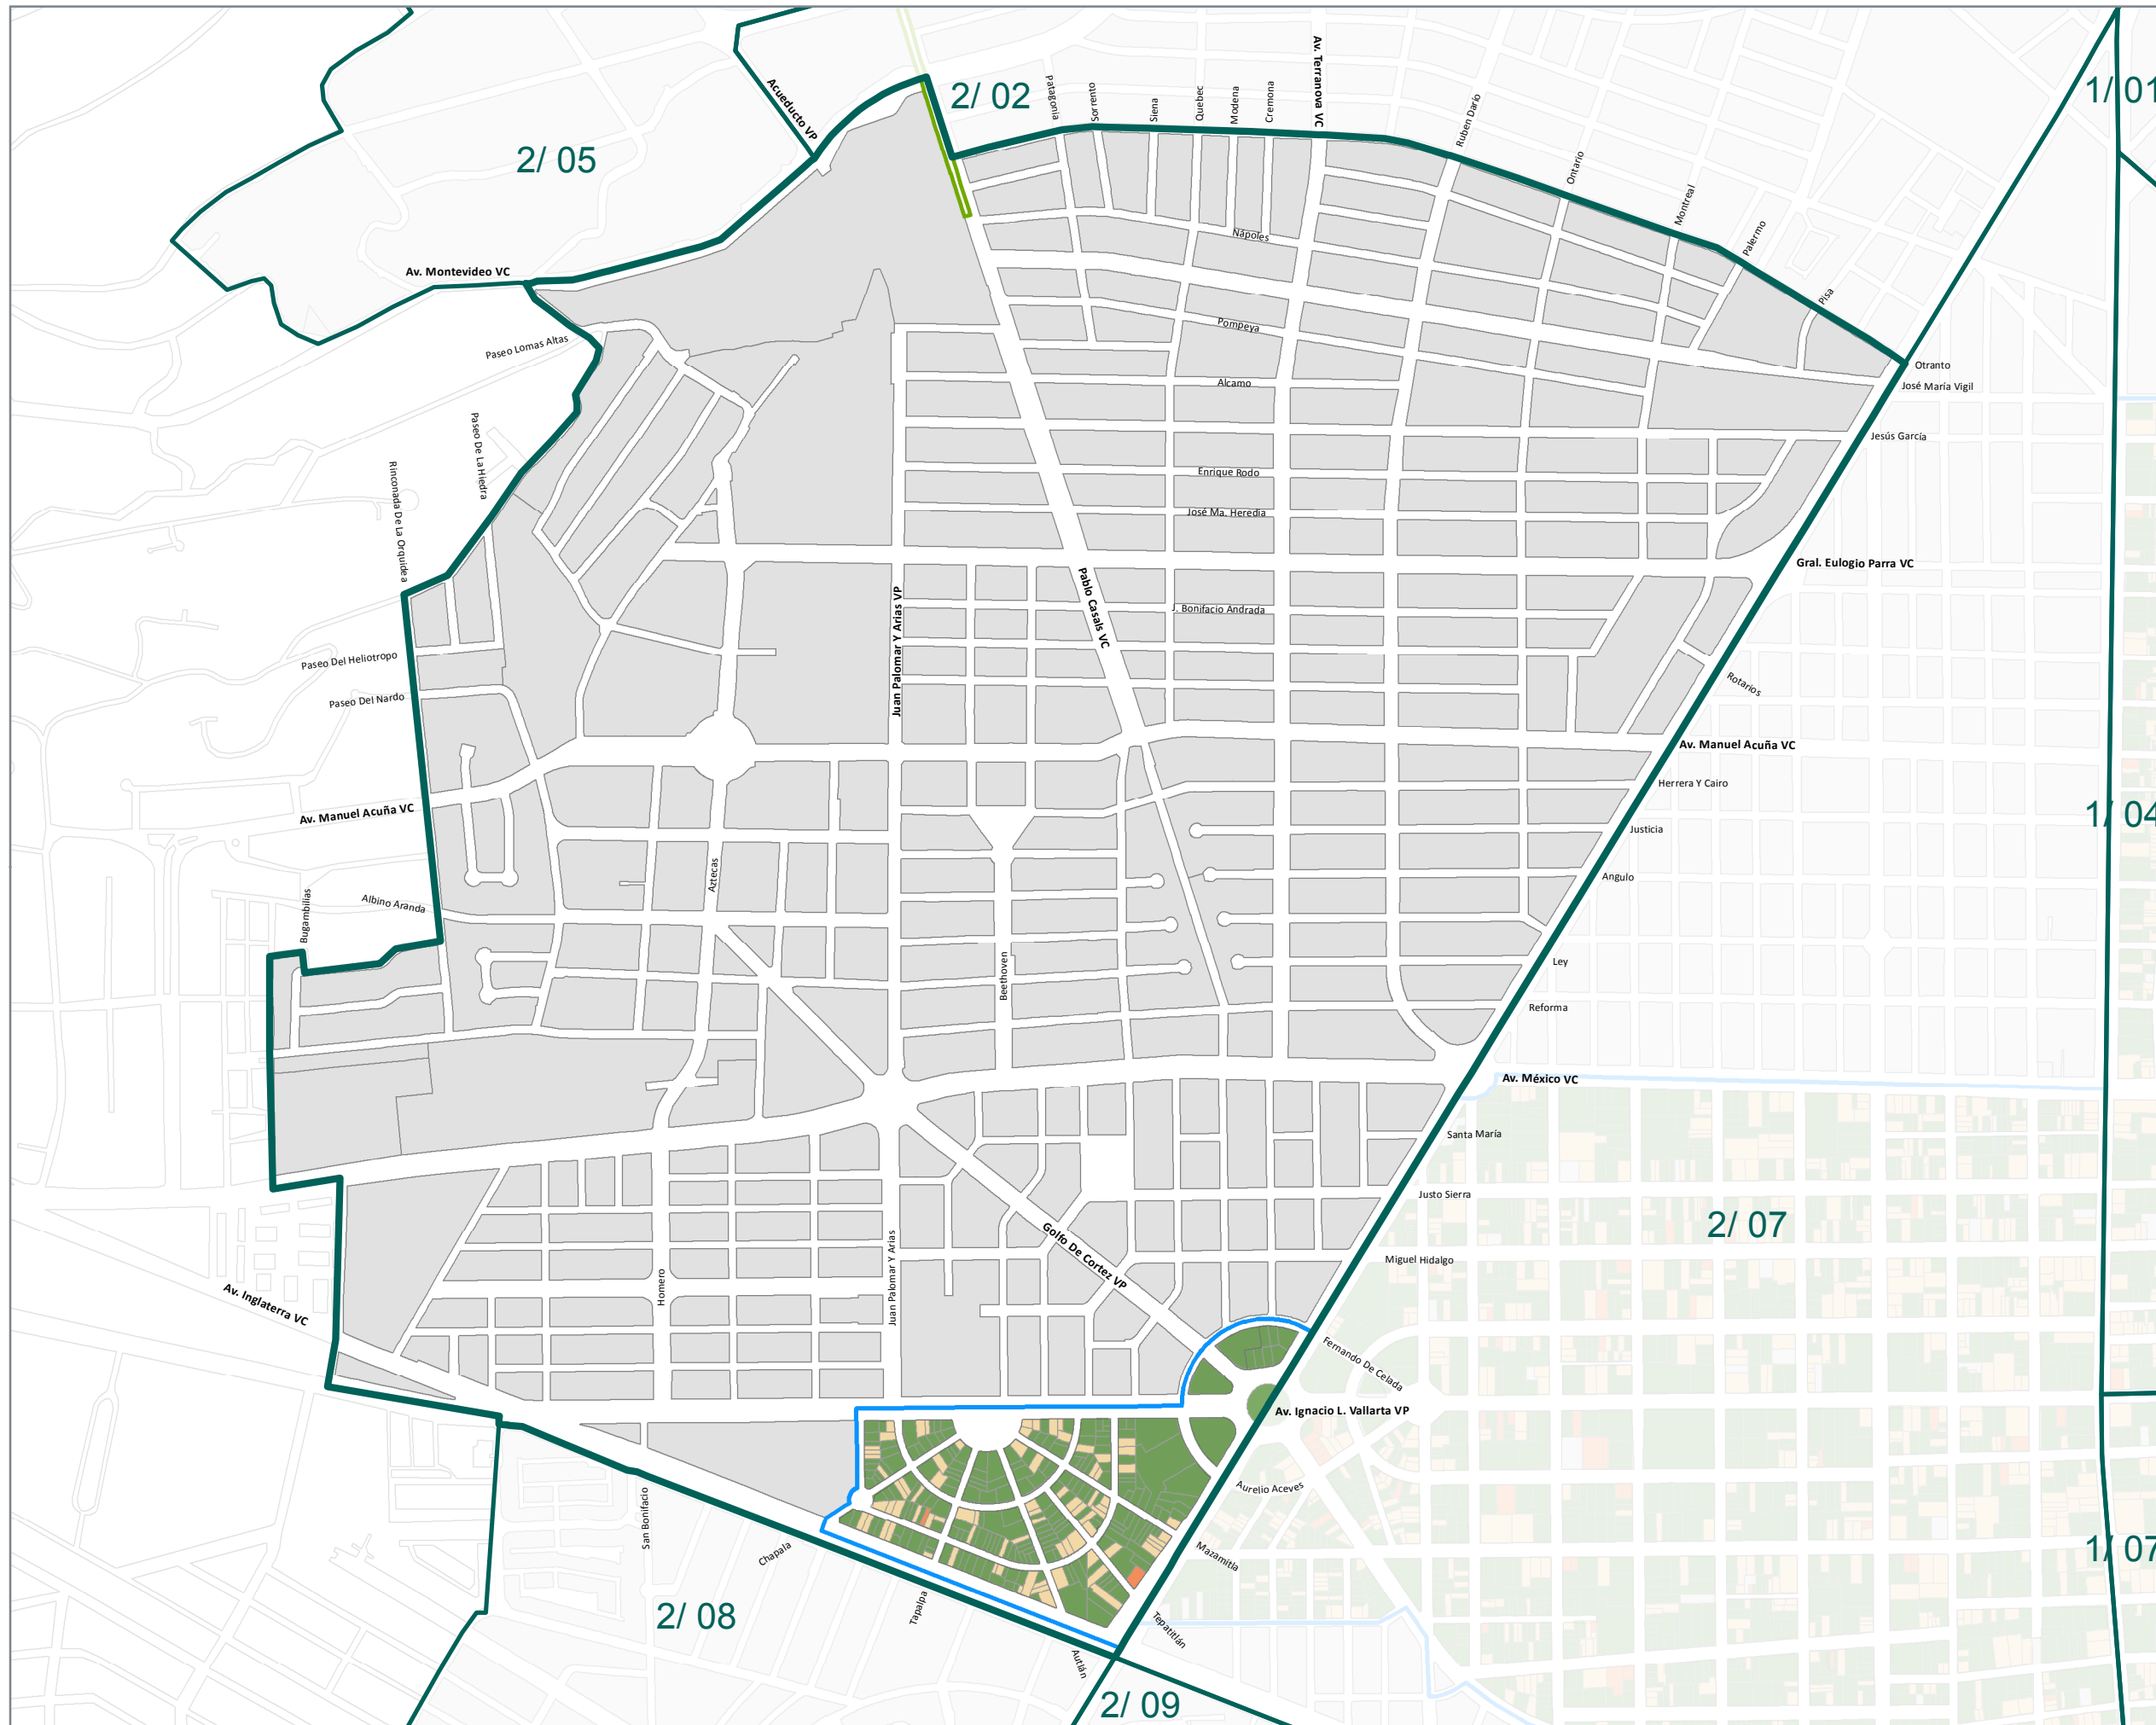 2/ 02
1/ 01
Acueducto VP
Patagonia
Sorrento
Siena
Quebec
Modena
Cremona
Av. Terranova VC
Ruben Darío
Ontario
Montreal
Palermo
Pisa
2/ 05
Nápoles
Av. Montevideo VC
Paseo Lomas Altas
Pompeya
Otranto
José María Vigil
Alcamo
Paseo De La Hiedra
Jesús García
Rinconada De La Orquidea
Enrique Rodo
José Ma. Heredia
Gral. Eulogio Parra VC
Juan Palomar Y Arias VP
Pablo Casals VC
J. Bonifacio Andrada
Paseo Del Heliotropo
Paseo Del Nardo
Rotarios
Av. Manuel Acuña VC
Herrera Y Cairo
Av. Manuel Acuña VC
Justicia
1/ 04
Aztecas
Angulo
Albino Aranda
Bugambilias
Beethoven
Ley
Reforma
Av. México VC
Santa María
Justo Sierra
2/ 07
Golfo De Cortez VP
Miguel Hidalgo
Homero
Juan Palomar Y Arias
Av. Inglaterra VC
Fernando De Celada
Av. Ignacio L. Vallarta VP
Aurelio Aceves
San Bonifacio
Chapala
Mazamitla
1/ 07
Tapalpa
2/ 08
Tepatitlán
Autlán
2/ 09